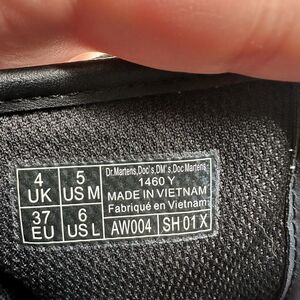 4 UK
5 US M
37 EU
6 US L
Dr.Martens,Doc's,DM's,Doc Martens
1460 Y
MADE IN VIETNAM
Fabriqué en Vietnam
AW004
SH 01 X